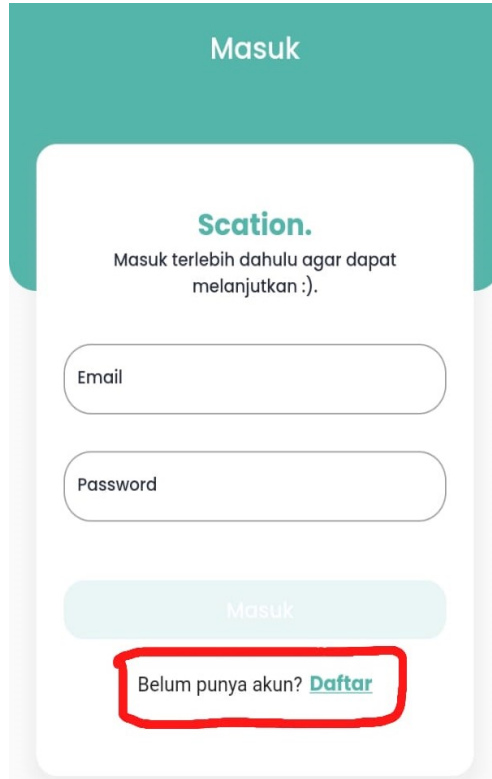 Masuk
Scation.
Masuk terlebih dahulu agar dapat
melanjutkan :).
Email
Password
Masuk
Belum punya akun? Daftar